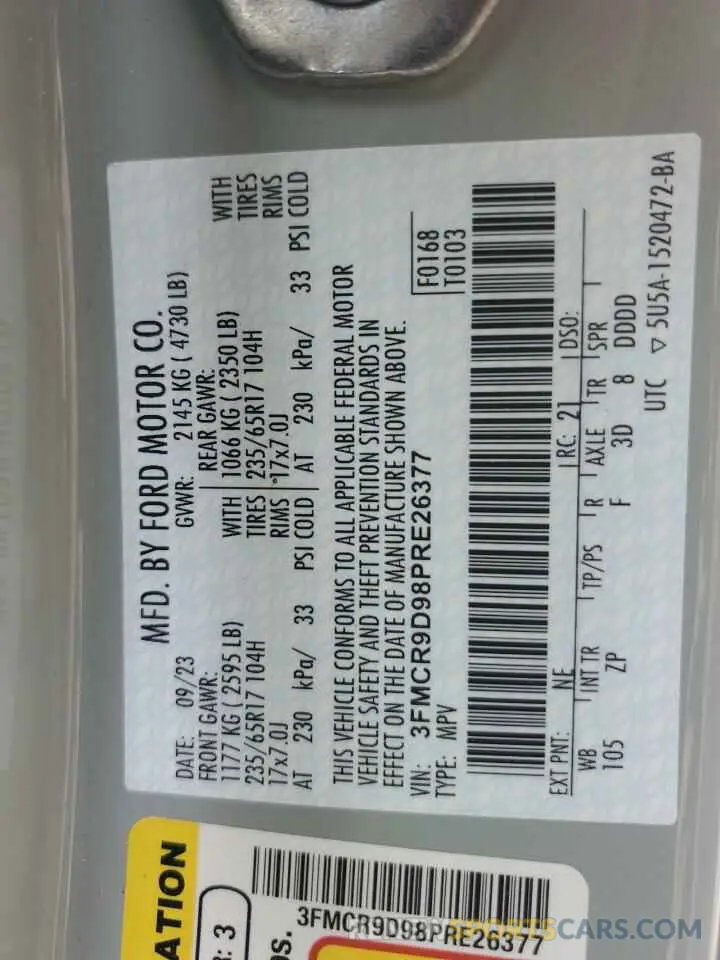 MFD. BY FORD MOTOR CO.
DATE: 09/23 GVWR: 2145 KG ( 4730 LB)
FRONT GAWR: REAR GAWR:
1177 KG ( 2595 LB) WITH 1066 KG ( 2350 LB) WITH
235/65R17 104H TIRES 235/65R17 104H TIRES
17x7.0J RIMS 17x7.0J RIMS
AT 230 kPa/ 33 PSI COLD AT 230 kPa/ 33 PSI COLD
THIS VEHICLE CONFORMS TO ALL APPLICABLE FEDERAL MOTOR
VEHICLE SAFETY AND THEFT PREVENTION STANDARDS IN
EFFECT ON THE DATE OF MANUFACTURE SHOWN ABOVE.
VIN: 3FMCR9D98PRE26377 F0168
TYPE: MPV T0103
EXT PNT: NE RC: 21 DSO:
WB INT TR TP/PS R AXLE TR SPR
105 ZP F 3D 8 DDDD
UTC ▽ 5U5A-1520472-BA
ATION
: 3
OS.
3FMCR9D98PRE26377
SPORTSCARS.COM